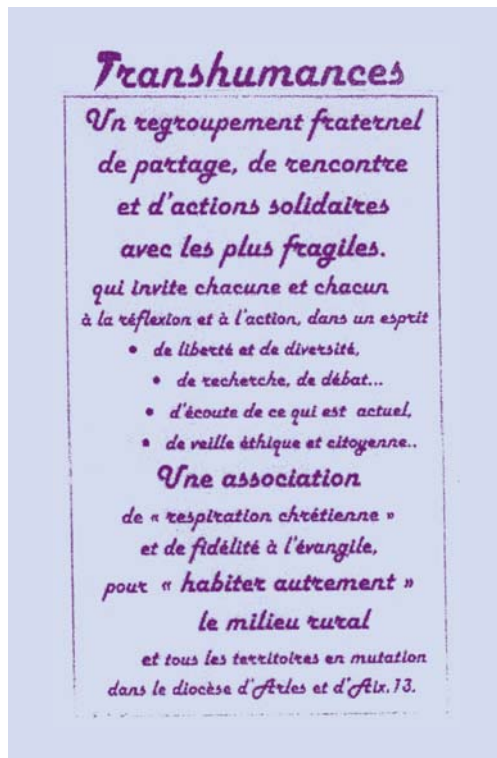 Transhumances
Un regroupement fraternel
de partage, de rencontre
et d'actions solidaires
avec les plus fragiles.
qui invite chacune et chacun
à la réflexion et à l'action, dans un esprit
• de liberté et de diversité,
• de recherche, de débat...
• d'écoute de ce qui est actuel,
• de veille éthique et citoyenne..
Une association
de « respiration chrétienne »
et de fidélité à l'évangile,
pour « habiter autrement »
le milieu rural
et tous les territoires en mutation
dans le diocèse d'Arles et d'Aix.13.